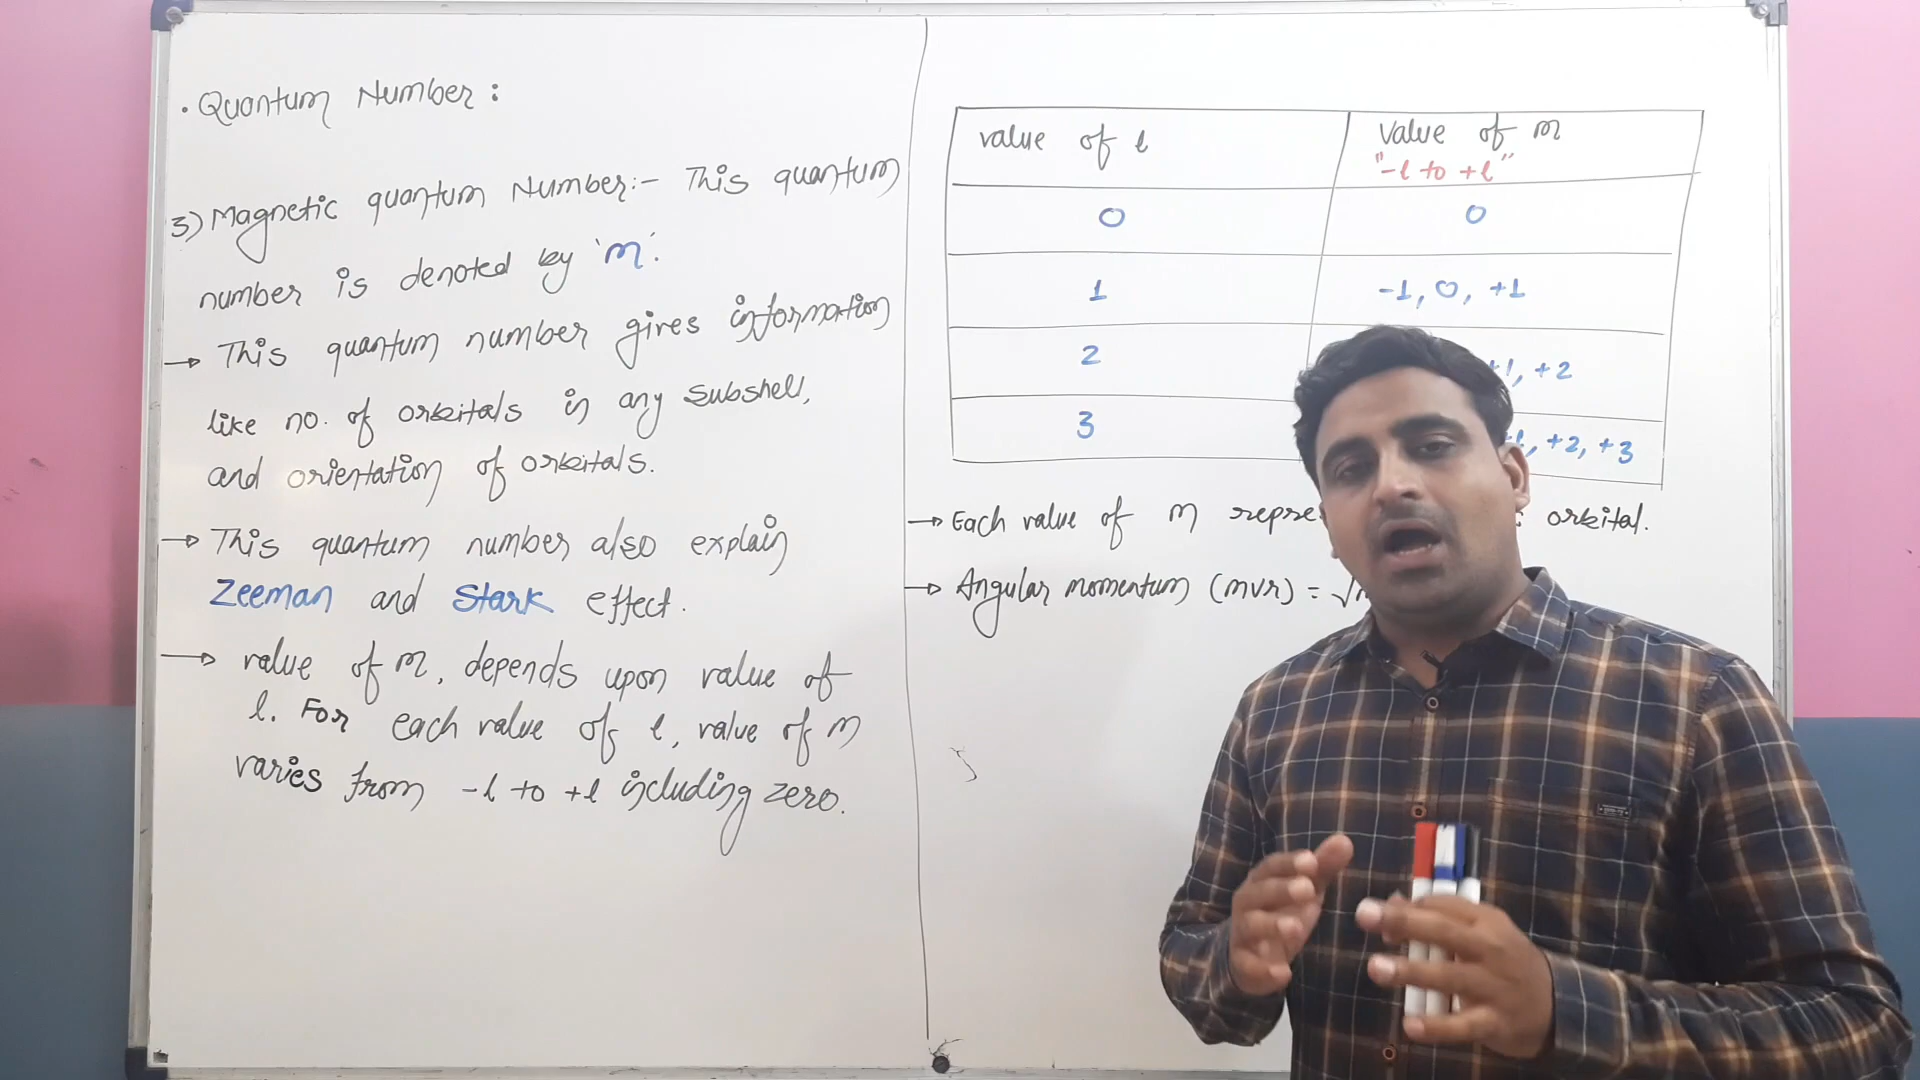 · Quantum Number :
3) Magnetic quantum Number:- This quantum
number is denoted by 'm'.
→ This quantum number gives information
like no. of orbitals in any subshell,
and orientation of orbitals.
→ This quantum number also explain
Zeeman and Stark effect.
→ value of m, depends upon value of
l. For each value of l, value of m
varies from -l to +l including zero.
value of l
Value of m
"-l to +l"
0
0
1
-1, 0, +1
2
+1, +2
3
+1, +2, +3
→ Each value of m orbital.
→ Angular momentum (mvr) = √